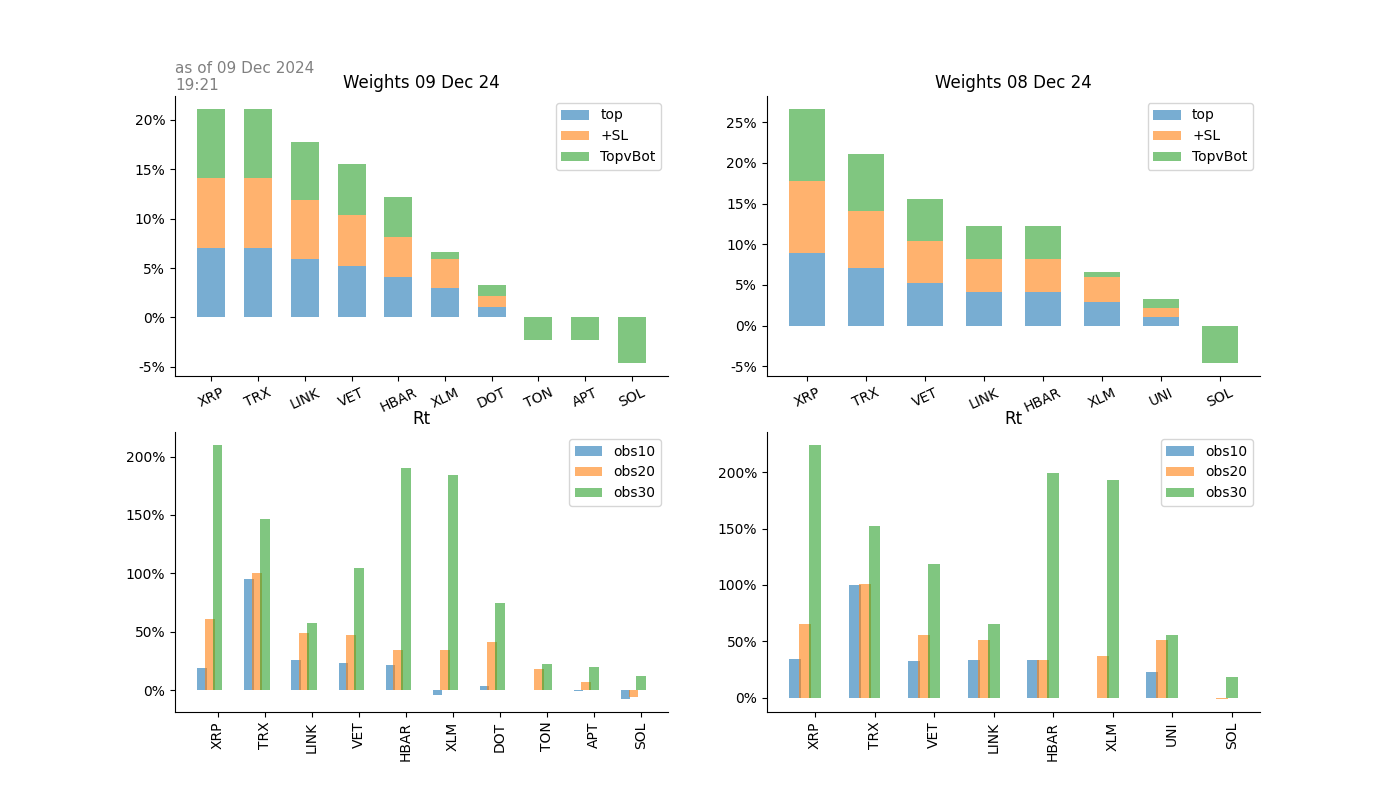 as of 09 Dec 2024
19:21
Weights 09 Dec 24
20%
15%
10%
5%
0%
-5%
top
+SL
TopvBot
XRP
TRX
LINK
VET
HBAR
XLM
DOT
TON
APT
SOL
Weights 08 Dec 24
25%
20%
15%
10%
5%
0%
-5%
top
+SL
TopvBot
XRP
TRX
VET
LINK
HBAR
XLM
UNI
SOL
Rt
200%
150%
100%
50%
0%
obs10
obs20
obs30
XRP
TRX
LINK
VET
HBAR
XLM
DOT
TON
APT
SOL
Rt
200%
150%
100%
50%
0%
obs10
obs20
obs30
XRP
TRX
VET
LINK
HBAR
XLM
UNI
SOL